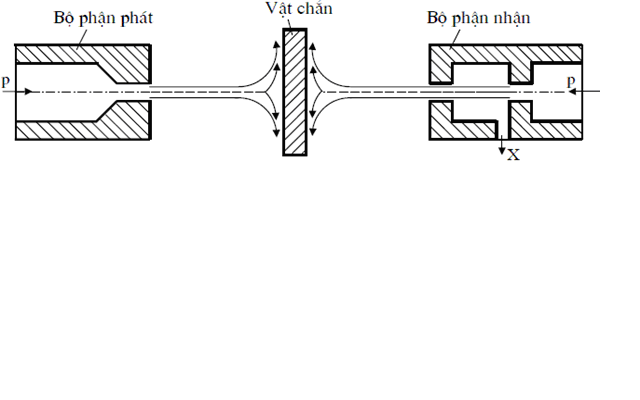 Vật chắn
Bộ phận phát
Bộ phận nhận
p
p
X